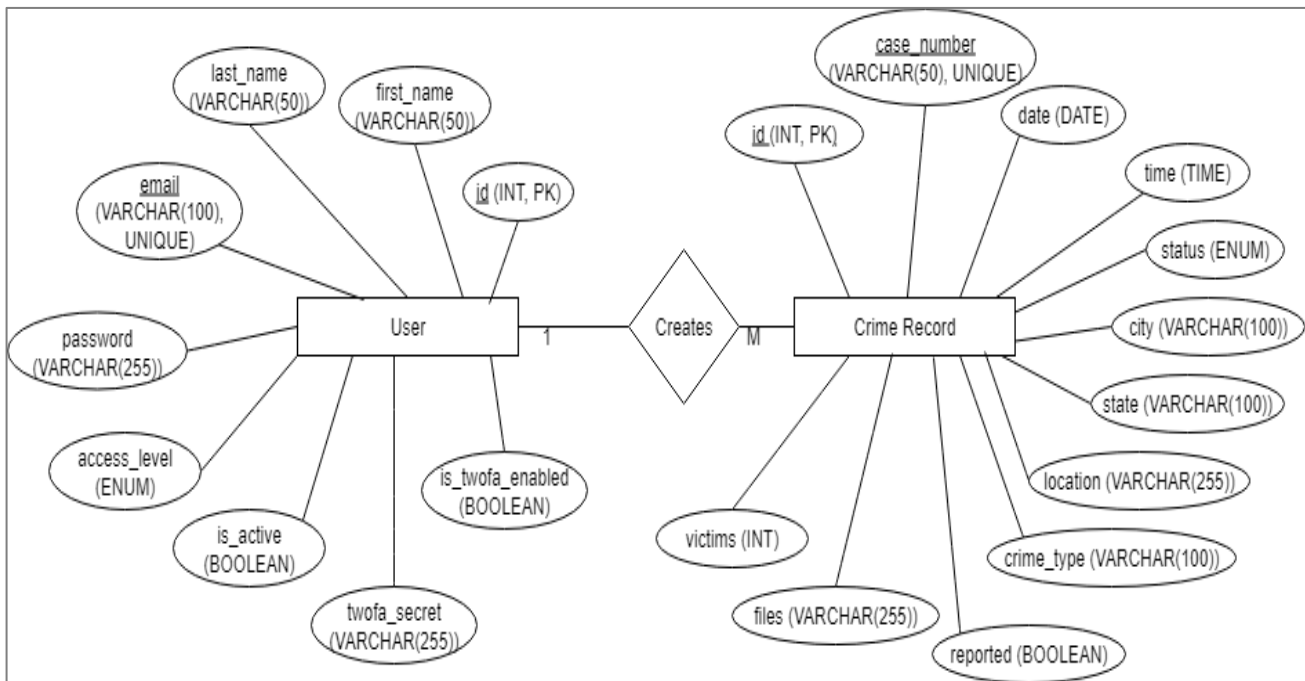 last_name
(VARCHAR(50))
first_name
(VARCHAR(50))
id (INT, PK)
email
(VARCHAR(100),
UNIQUE)
password
(VARCHAR(255))
access_level
(ENUM)
is_active
(BOOLEAN)
twofa_secret
(VARCHAR(255))
is_twofa_enabled
(BOOLEAN)
User
1
Creates
M
Crime Record
id (INT, PK)
case_number
(VARCHAR(50), UNIQUE)
date (DATE)
time (TIME)
status (ENUM)
city (VARCHAR(100))
state (VARCHAR(100))
location (VARCHAR(255))
crime_type (VARCHAR(100))
reported (BOOLEAN)
files (VARCHAR(255))
victims (INT)